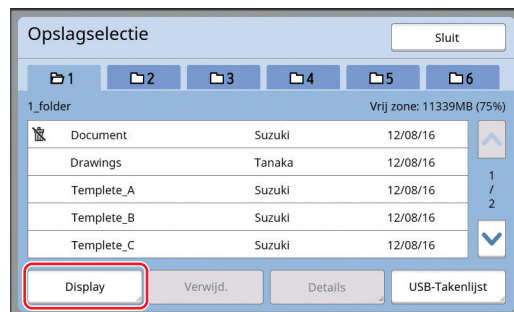 Opslagselectie Sluit
1 2 3 4 5 6
1_folder Vrij zone: 11339MB (75%)
Document Suzuki 12/08/16
Drawings Tanaka 12/08/16
Templete_A Suzuki 12/08/16
Templete_B Suzuki 12/08/16
Templete_C Suzuki 12/08/16
1
/
2
Display Verwijd. Details USB-Takenlijst